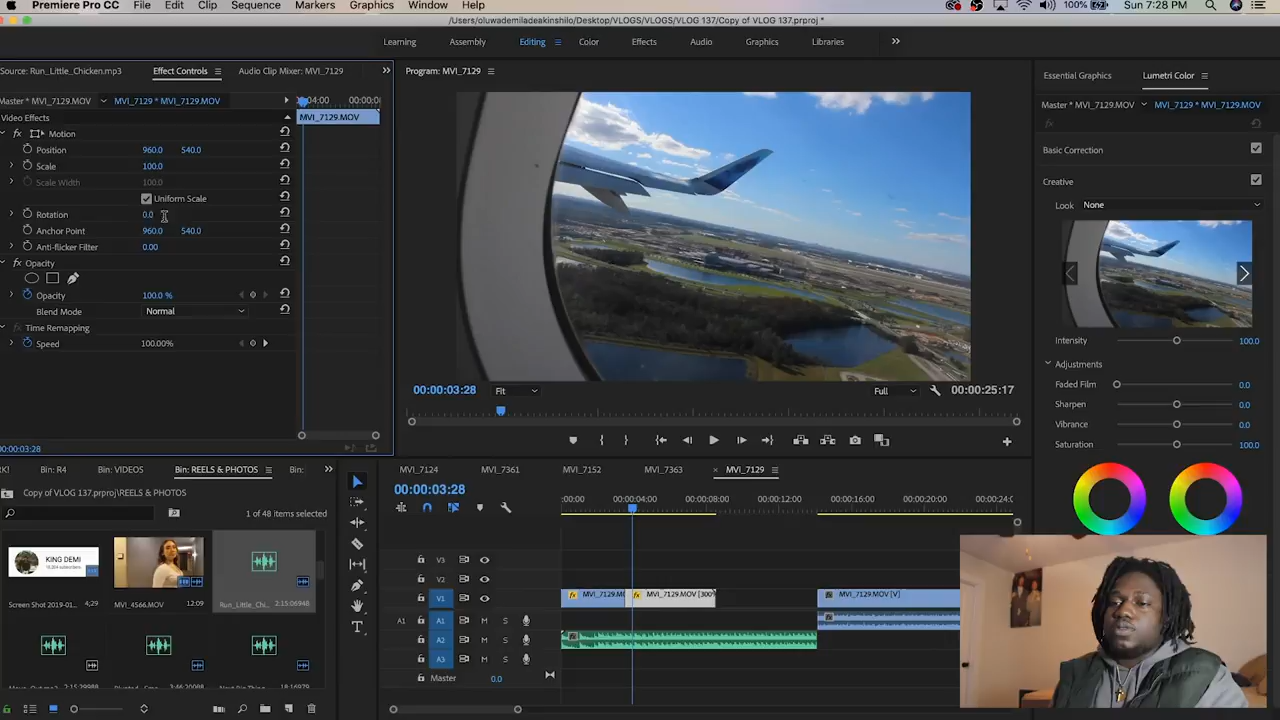 Premiere Pro CC File Edit Clip Sequence Markers Graphics Window Help
100% Sun 7:28 PM
/Users/oluwademiladeakinshilo/Desktop/VLOGS/VLOGS/VLOG 137/Copy of VLOG 137.prproj *
Learning Assembly Editing Color Effects Audio Graphics Libraries
Source: Run_Little_Chicken.mp3 Effect Controls Audio Clip Mixer: MVI_7129
Program: MVI_7129
Essential Graphics Lumetri Color
Master * MVI_7129.MOV MVI_7129 * MVI_7129.MOV
04:00 00:00:0
Master * MVI_7129.MOV MVI_7129 * MVI_7129.MOV
Video Effects
MVI_7129.MOV
fx
fx Motion
Position 960.0 540.0
Scale 100.0
Scale Width 100.0
Uniform Scale
Rotation 0.0
Anchor Point 960.0 540.0
Anti-flicker Filter 0.00
fx Opacity
Opacity 100.0 %
Blend Mode Normal
fx Time Remapping
Speed 100.00%
00:00:03:28
Basic Correction
Creative
Look None
Intensity 100.0
Adjustments
Faded Film 0.0
Sharpen 0.0
Vibrance 0.0
Saturation 100.0
00:00:03:28 Fit Full 00:00:25:17
Bin: R4 Bin: VIDEOS Bin: REELS & PHOTOS Bin:
Copy of VLOG 137.prproj\REELS & PHOTOS
1 of 48 items selected
KING DEMI
Screen Shot 2019-01... 4;29
MVI_4566.MOV 12:09
Run_Little_Chi... 2:15:06948
MVI_7124 MVI_7361 MVI_7152 MVI_7363 MVI_7129
00:00:03:28
:00:00 00:00:04:00 00:00:08:00 00:00:12:00 00:00:16:00 00:00:20:00 00:00:24:0
V3
V2
V1
MVI_7129.MO
MVI_7129.MOV [300%
MVI_7129.MOV [V]
A1 A1 M S
A2 M S
A3 M S
Master 0.0